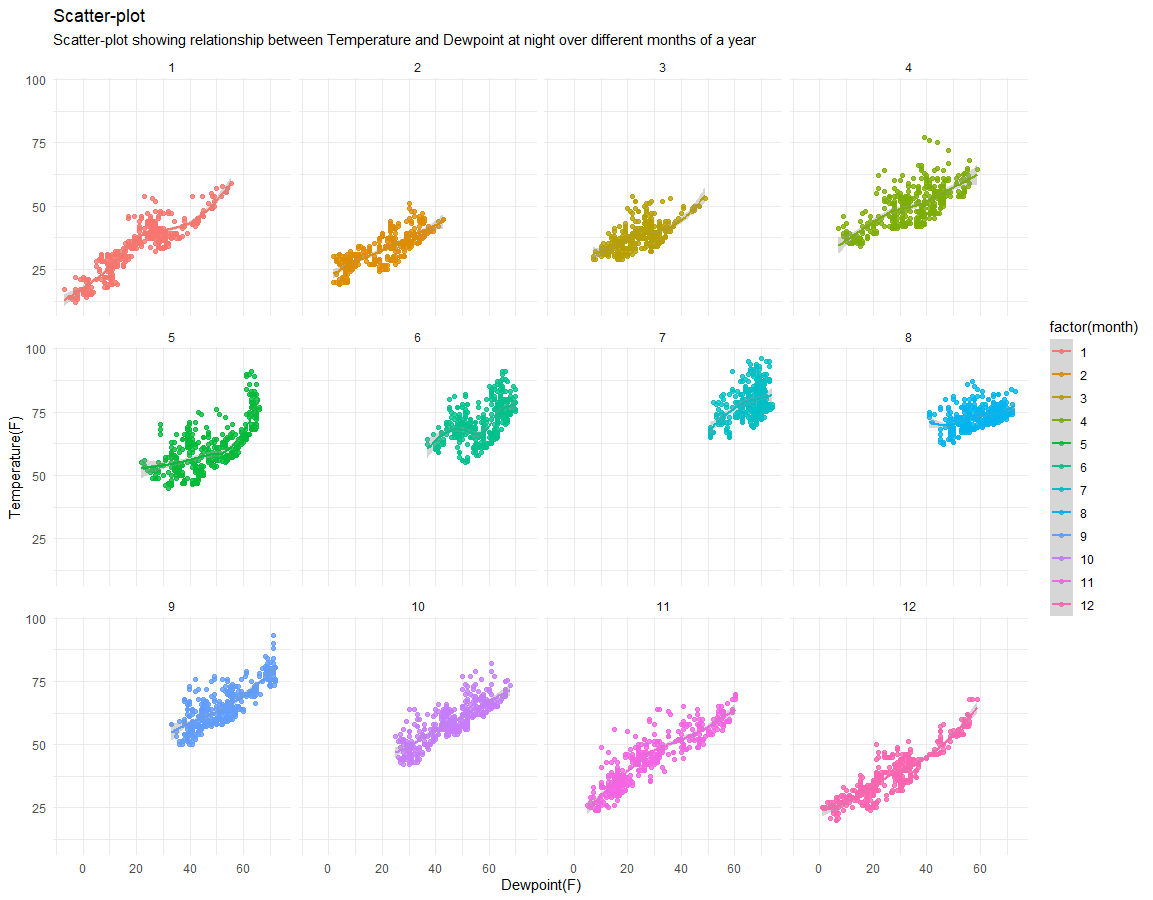 Scatter-plot
Scatter-plot showing relationship between Temperature and Dewpoint at night over different months of a year
1 2 3 4
100
75
50
25
5 6 7 8
100
75
50
25
9 10 11 12
100
75
50
25
0 20 40 60 0 20 40 60 0 20 40 60 0 20 40 60
Dewpoint(F)
Temperature(F)
factor(month)
1
2
3
4
5
6
7
8
9
10
11
12